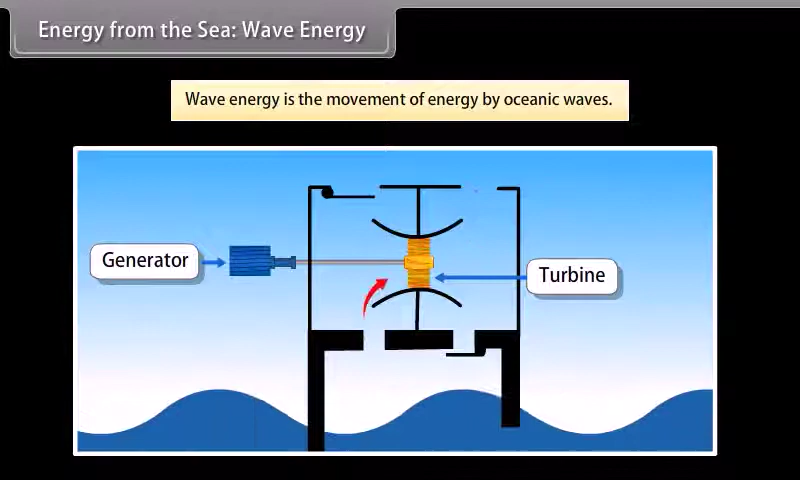 Energy from the Sea: Wave Energy
Wave energy is the movement of energy by oceanic waves.
Generator
Turbine